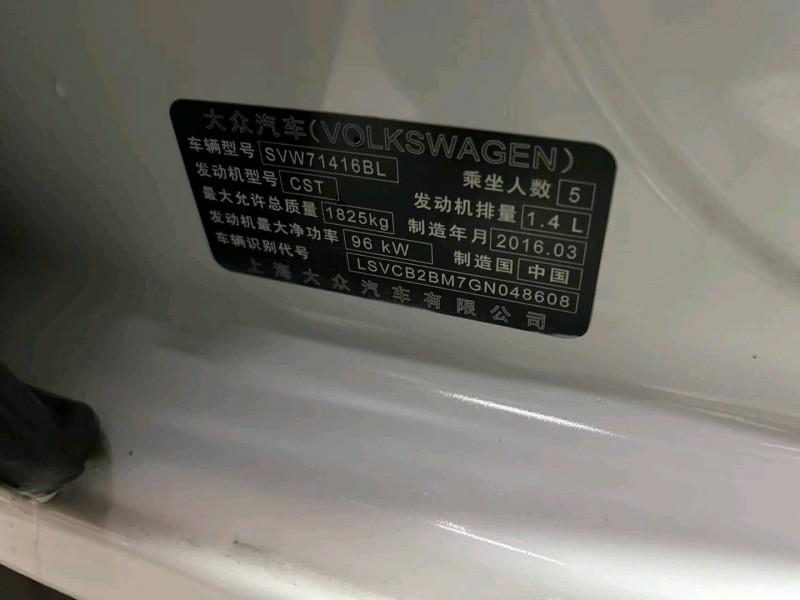 大众汽车(VOLKSWAGEN)
车辆型号 SVW71416BL 乘坐人数 5
发动机型号 CST 发动机排量 1.4 L
最大允许总质量 1825kg 制造年月 2016.03
发动机最大净功率 96 kW 制造国 中国
车辆识别代号 LSVCB2BM7GN048608
上海大众汽车有限公司